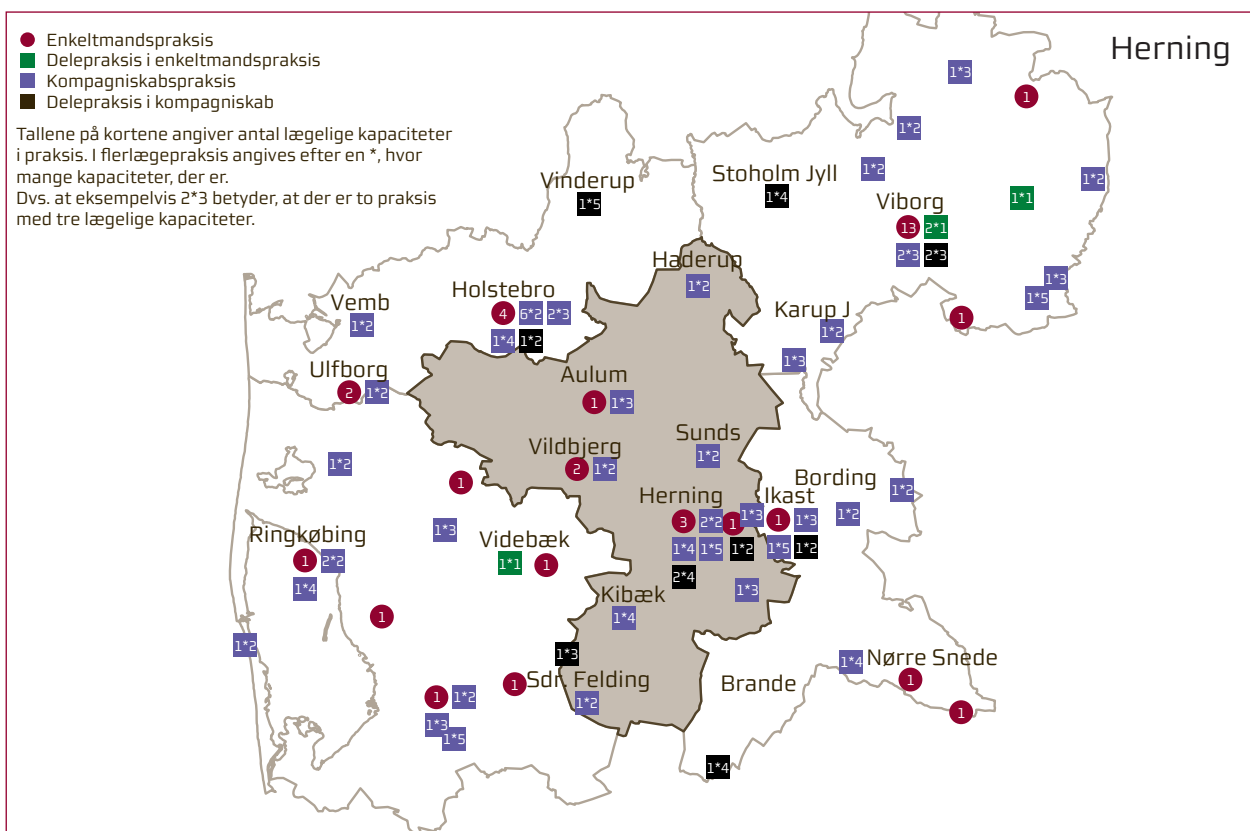 Herning
Enkeltmandspraksis
Delepraksis i enkeltmandspraksis
Kompagniskabspraksis
Delepraksis i kompagniskab
Tallene på kortene angiver antal lægelige kapaciteter
i praksis. I flerlægepraksis angives efter en *, hvor
mange kapaciteter, der er.
Dvs. at eksempelvis 2*3 betyder, at der er to praksis
med tre lægelige kapaciteter.
1*3
1
1*2
1*2
1*2
Vinderup
1*5
Stoholm Jyll
1*4
Viborg
13 2*1
2*3 2*3
1*1
1*3
1*5
1
Haderup
1*2
Vemb
1*2
Holstebro
4 6*2 2*3
1*4 1*2
Karup J
1*2
1*3
Ulfborg
2 1*2
Aulum
1 1*3
1*2
1
Vildbjerg
2 1*2
Sunds
1*2
Bording
1*2
1*2
Herning
3 2*2 1 1*3
1*4 1*5 1*2
2*4
1*3
Ikast
1 1*3
1*5 1*2
1*3
Ringkøbing
1 2*2
1*4
Videbæk
1*1 1
1
Kibæk
1*4
1*2
1*3
1
Sdr. Felding
1*2
1 1*2
1*3
1*5
Brande
1*4
1*4
Nørre Snede
1
1